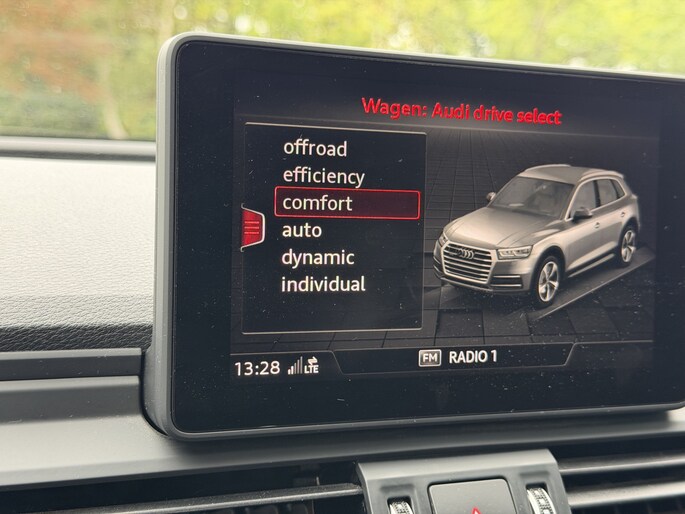 Wagen: Audi drive select
offroad
efficiency
comfort
auto
dynamic
individual
13:28 LTE FM RADIO 1